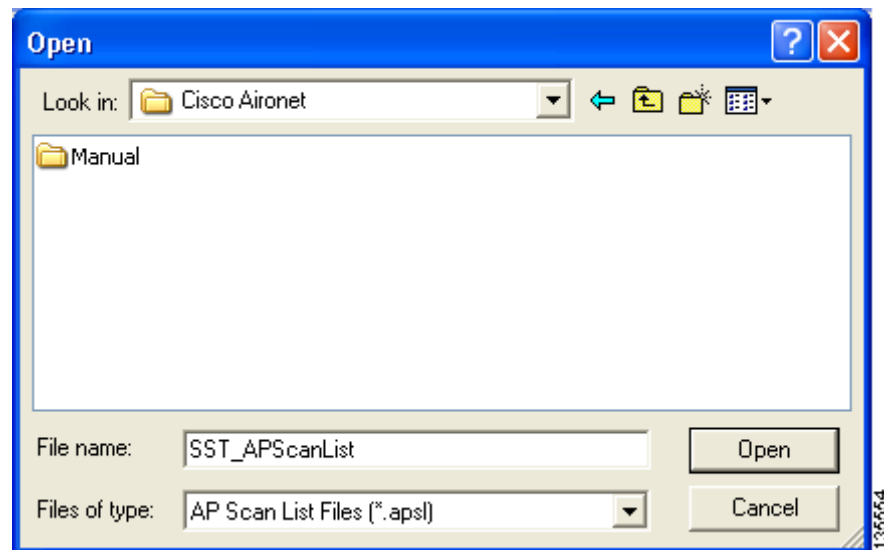 Open
Look in: Cisco Aironet
Manual
File name: SST_APScanList Open
Files of type: AP Scan List Files (*.apsl) Cancel
135554